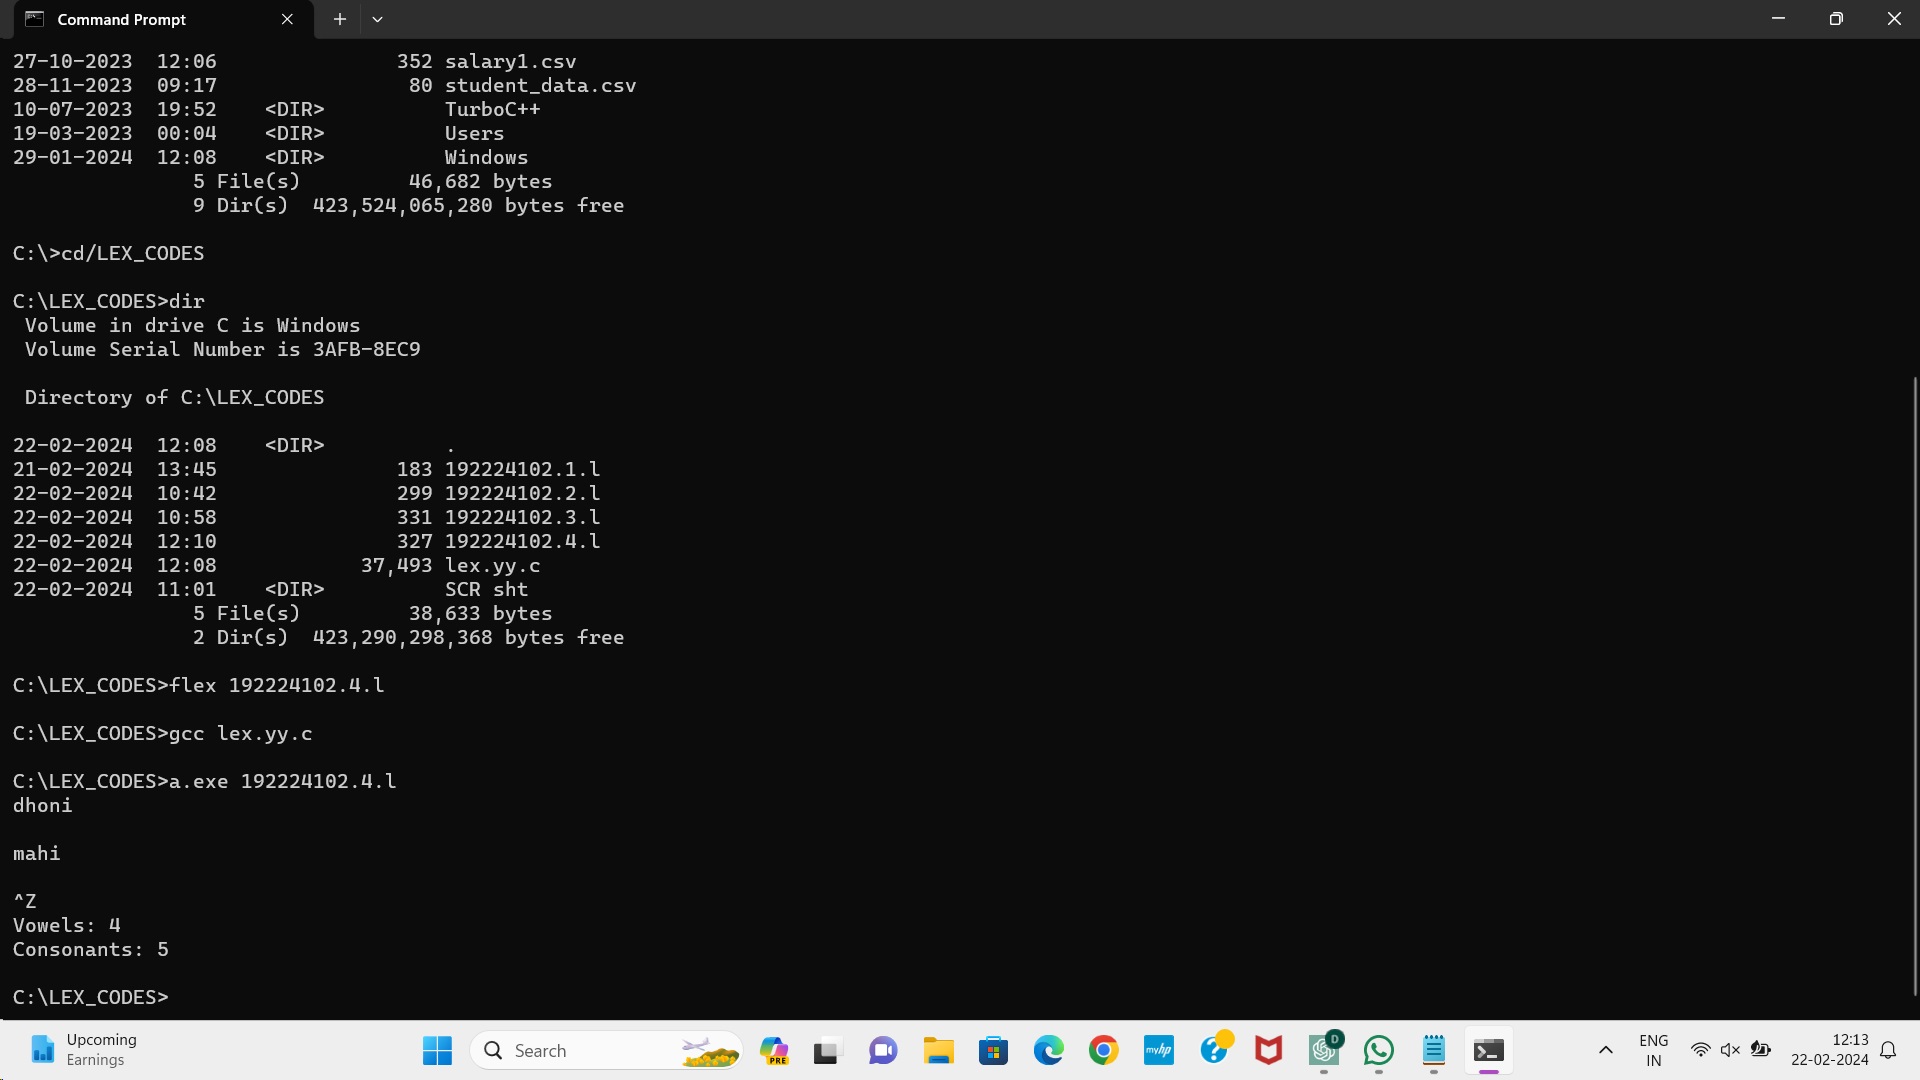 Command Prompt
27-10-2023  12:06               352 salary1.csv
28-11-2023  09:17                80 student_data.csv
10-07-2023  19:52    <DIR>          TurboC++
19-03-2023  00:04    <DIR>          Users
29-01-2024  12:08    <DIR>          Windows
               5 File(s)         46,682 bytes
               9 Dir(s)  423,524,065,280 bytes free
C:\>cd/LEX_CODES
C:\LEX_CODES>dir
 Volume in drive C is Windows
 Volume Serial Number is 3AFB-8EC9
 Directory of C:\LEX_CODES
22-02-2024  12:08    <DIR>          .
21-02-2024  13:45               183 192224102.1.l
22-02-2024  10:42               299 192224102.2.l
22-02-2024  10:58               331 192224102.3.l
22-02-2024  12:10               327 192224102.4.l
22-02-2024  12:08            37,493 lex.yy.c
22-02-2024  11:01    <DIR>          SCR sht
               5 File(s)         38,633 bytes
               2 Dir(s)  423,290,298,368 bytes free
C:\LEX_CODES>flex 192224102.4.l
C:\LEX_CODES>gcc lex.yy.c
C:\LEX_CODES>a.exe 192224102.4.l
dhoni
mahi
^Z
Vowels: 4
Consonants: 5
C:\LEX_CODES>
Upcoming
Earnings
Search
PRE
myhp
D
ENG
IN
12:13
22-02-2024